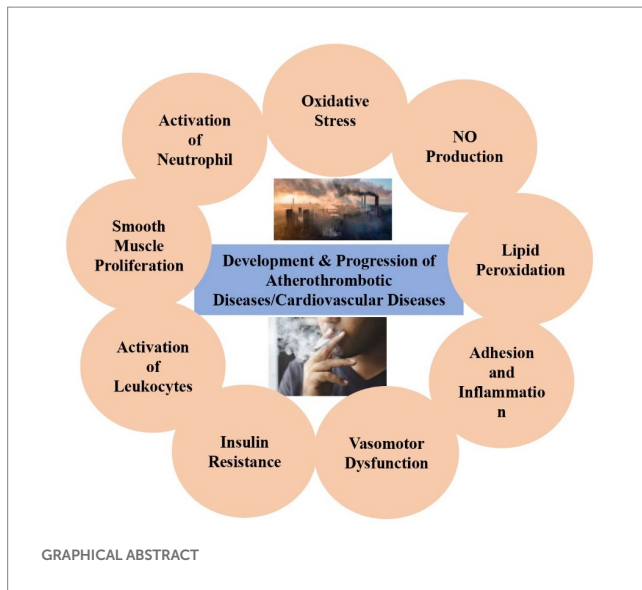 Oxidative
Stress
NO
Production
Lipid
Peroxidation
Adhesion
and
Inflammatio
n
Vasomotor
Dysfunction
Insulin
Resistance
Activation
of
Leukocytes
Smooth
Muscle
Proliferation
Activation
of
Neutrophil
Development & Progression of
Atherothrombotic
Diseases/Cardiovascular Diseases
GRAPHICAL ABSTRACT